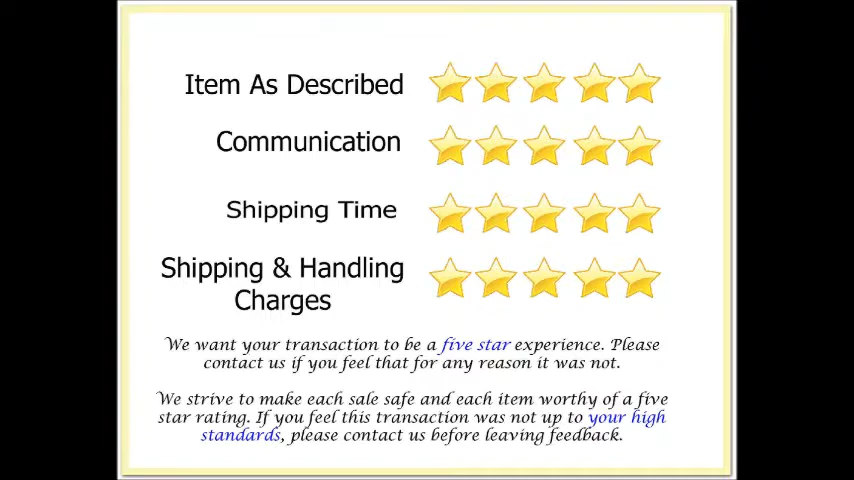 Item As Described
Communication
Shipping Time
Shipping & Handling
Charges
We want your transaction to be a five star experience. Please
contact us if you feel that for any reason it was not.
We strive to make each sale safe and each item worthy of a five
star rating. If you feel this transaction was not up to your high
standards, please contact us before leaving feedback.